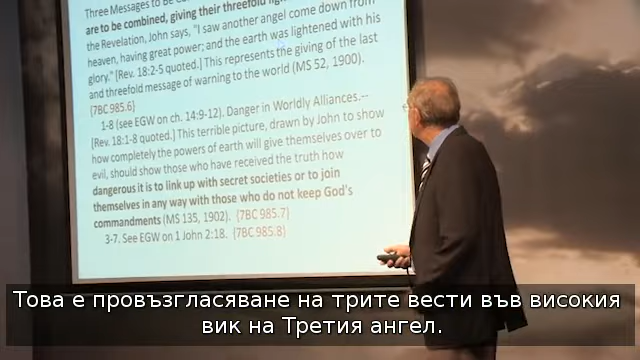 Three Messages to be
are to be combined, giving their threefold
the Revelation, John says, "I saw another angel come down from
heaven, having great power; and the earth was lightened with his
glory." [Rev. 18:2-5 quoted.] This represents the giving of the last
and threefold message of warning to the world (MS 52, 1900).
{7BC 985.6}
1-8 (see EGW on ch. 14:9-12). Danger in Worldly Alliances.--
[Rev. 18:1-8 quoted.] This terrible picture, drawn by John to show
how completely the powers of earth will give themselves over to
evil, should show those who have received the truth how
dangerous it is to link up with secret societies or to join
themselves in any way with those who do not keep God's
commandments (MS 135, 1902). {7BC 985.7}
3-7. See EGW on 1 John 2:18. {7BC 985.8}
Това е провъзгласяване на трите вести във високия
вик на Третия ангел.